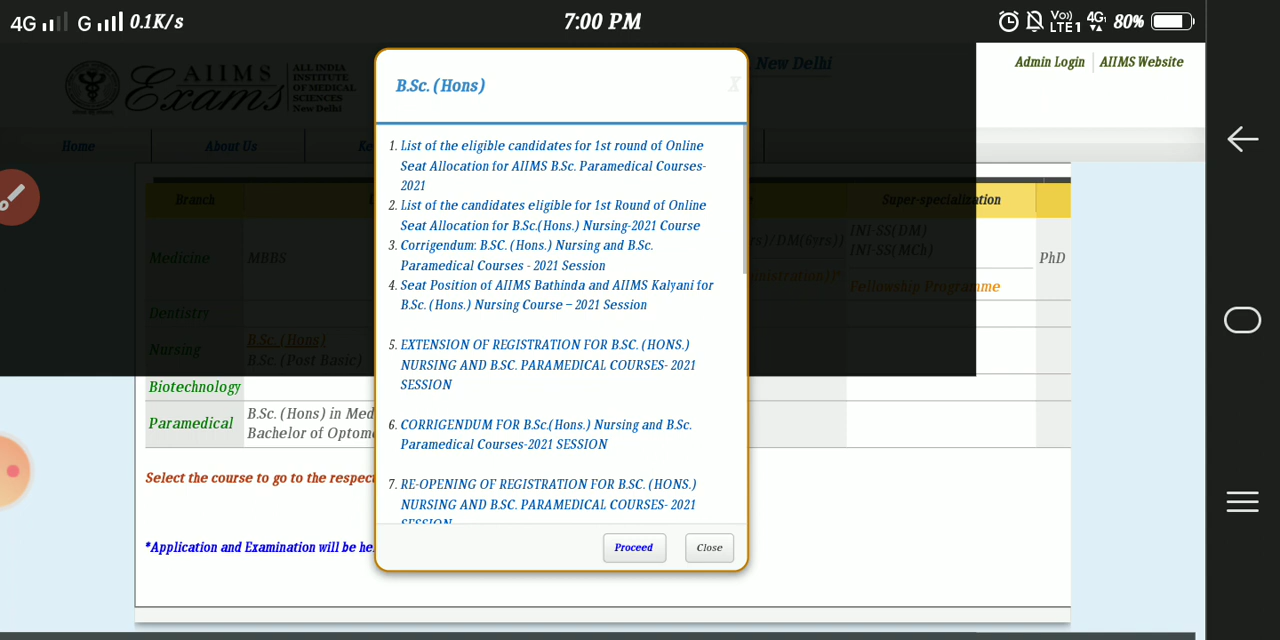 4G G 0.1K/s 7:00 PM Vo) LTE1 4G 80%
New Delhi Admin Login AIIMS Website
AIIMS Exams
ALL INDIA
INSTITUTE
OF MEDICAL
SCIENCES
New Delhi
Home About Us
B.Sc. (Hons) X
1. List of the eligible candidates for 1st round of Online
Seat Allocation for AIIMS B.Sc. Paramedical Courses-
2021
2. List of the candidates eligible for 1st Round of Online
Seat Allocation for B.Sc.(Hons.) Nursing-2021 Course
3. Corrigendum: B.SC. (Hons.) Nursing and B.Sc.
Paramedical Courses - 2021 Session
4. Seat Position of AIIMS Bathinda and AIIMS Kalyani for
B.Sc. (Hons.) Nursing Course – 2021 Session
5. EXTENSION OF REGISTRATION FOR B.SC. (HONS.)
NURSING AND B.SC. PARAMEDICAL COURSES- 2021
SESSION
6. CORRIGENDUM FOR B.Sc.(Hons.) Nursing and B.Sc.
Paramedical Courses-2021 SESSION
7. RE-OPENING OF REGISTRATION FOR B.SC. (HONS.)
NURSING AND B.SC. PARAMEDICAL COURSES- 2021
SESSION
Proceed Close
Branch Super-specialization
Medicine MBBS rs)/DM(6yrs)) INI-SS(DM)
INI-SS(MCh) PhD
Fellowship Programme
Dentistry
Nursing B.Sc. (Hons)
B.Sc. (Post Basic)
Biotechnology
Paramedical B.Sc. (Hons) in Med
Bachelor of Optome
Select the course to go to the respect
*Application and Examination will be he